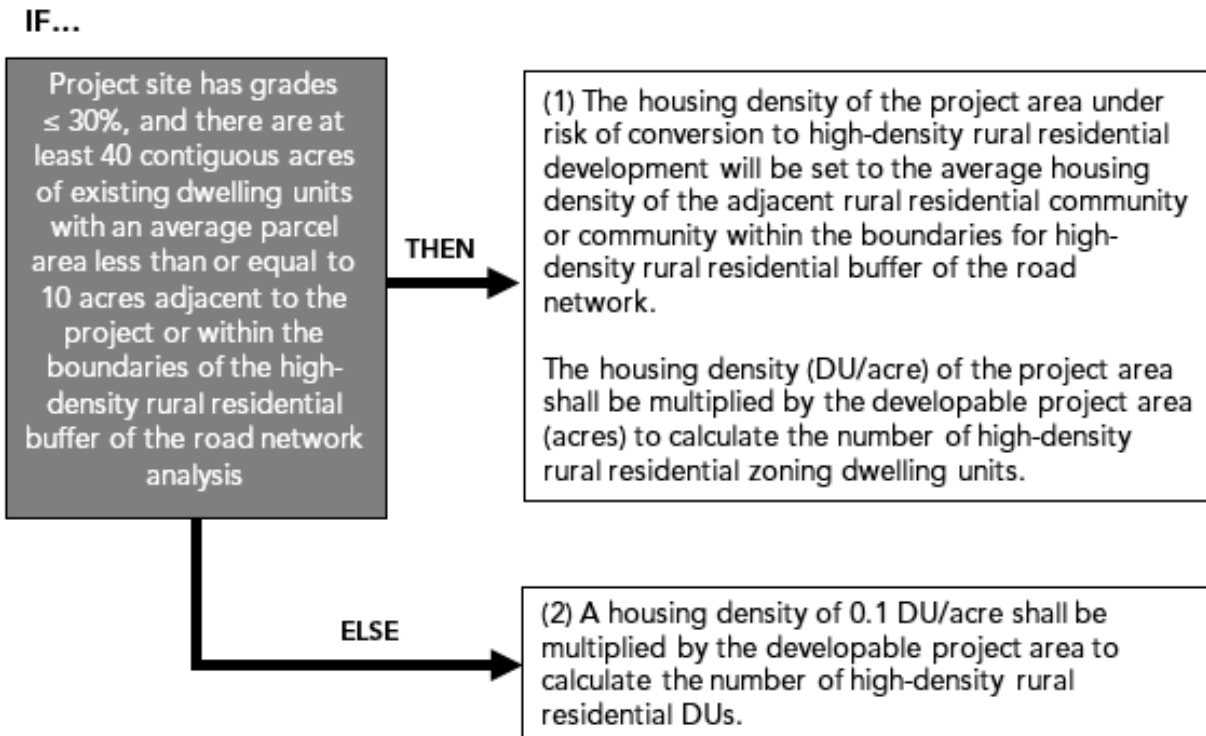 IF...
Project site has grades
≤ 30%, and there are at
least 40 contiguous acres
of existing dwelling units
with an average parcel
area less than or equal to
10 acres adjacent to the
project or within the
boundaries of the high-
density rural residential
buffer of the road network
analysis
THEN
(1) The housing density of the project area under
risk of conversion to high-density rural residential
development will be set to the average housing
density of the adjacent rural residential community
or community within the boundaries for high-
density rural residential buffer of the road
network.
The housing density (DU/acre) of the project area
shall be multiplied by the developable project area
(acres) to calculate the number of high-density
rural residential zoning dwelling units.
ELSE
(2) A housing density of 0.1 DU/acre shall be
multiplied by the developable project area to
calculate the number of high-density rural
residential DUs.